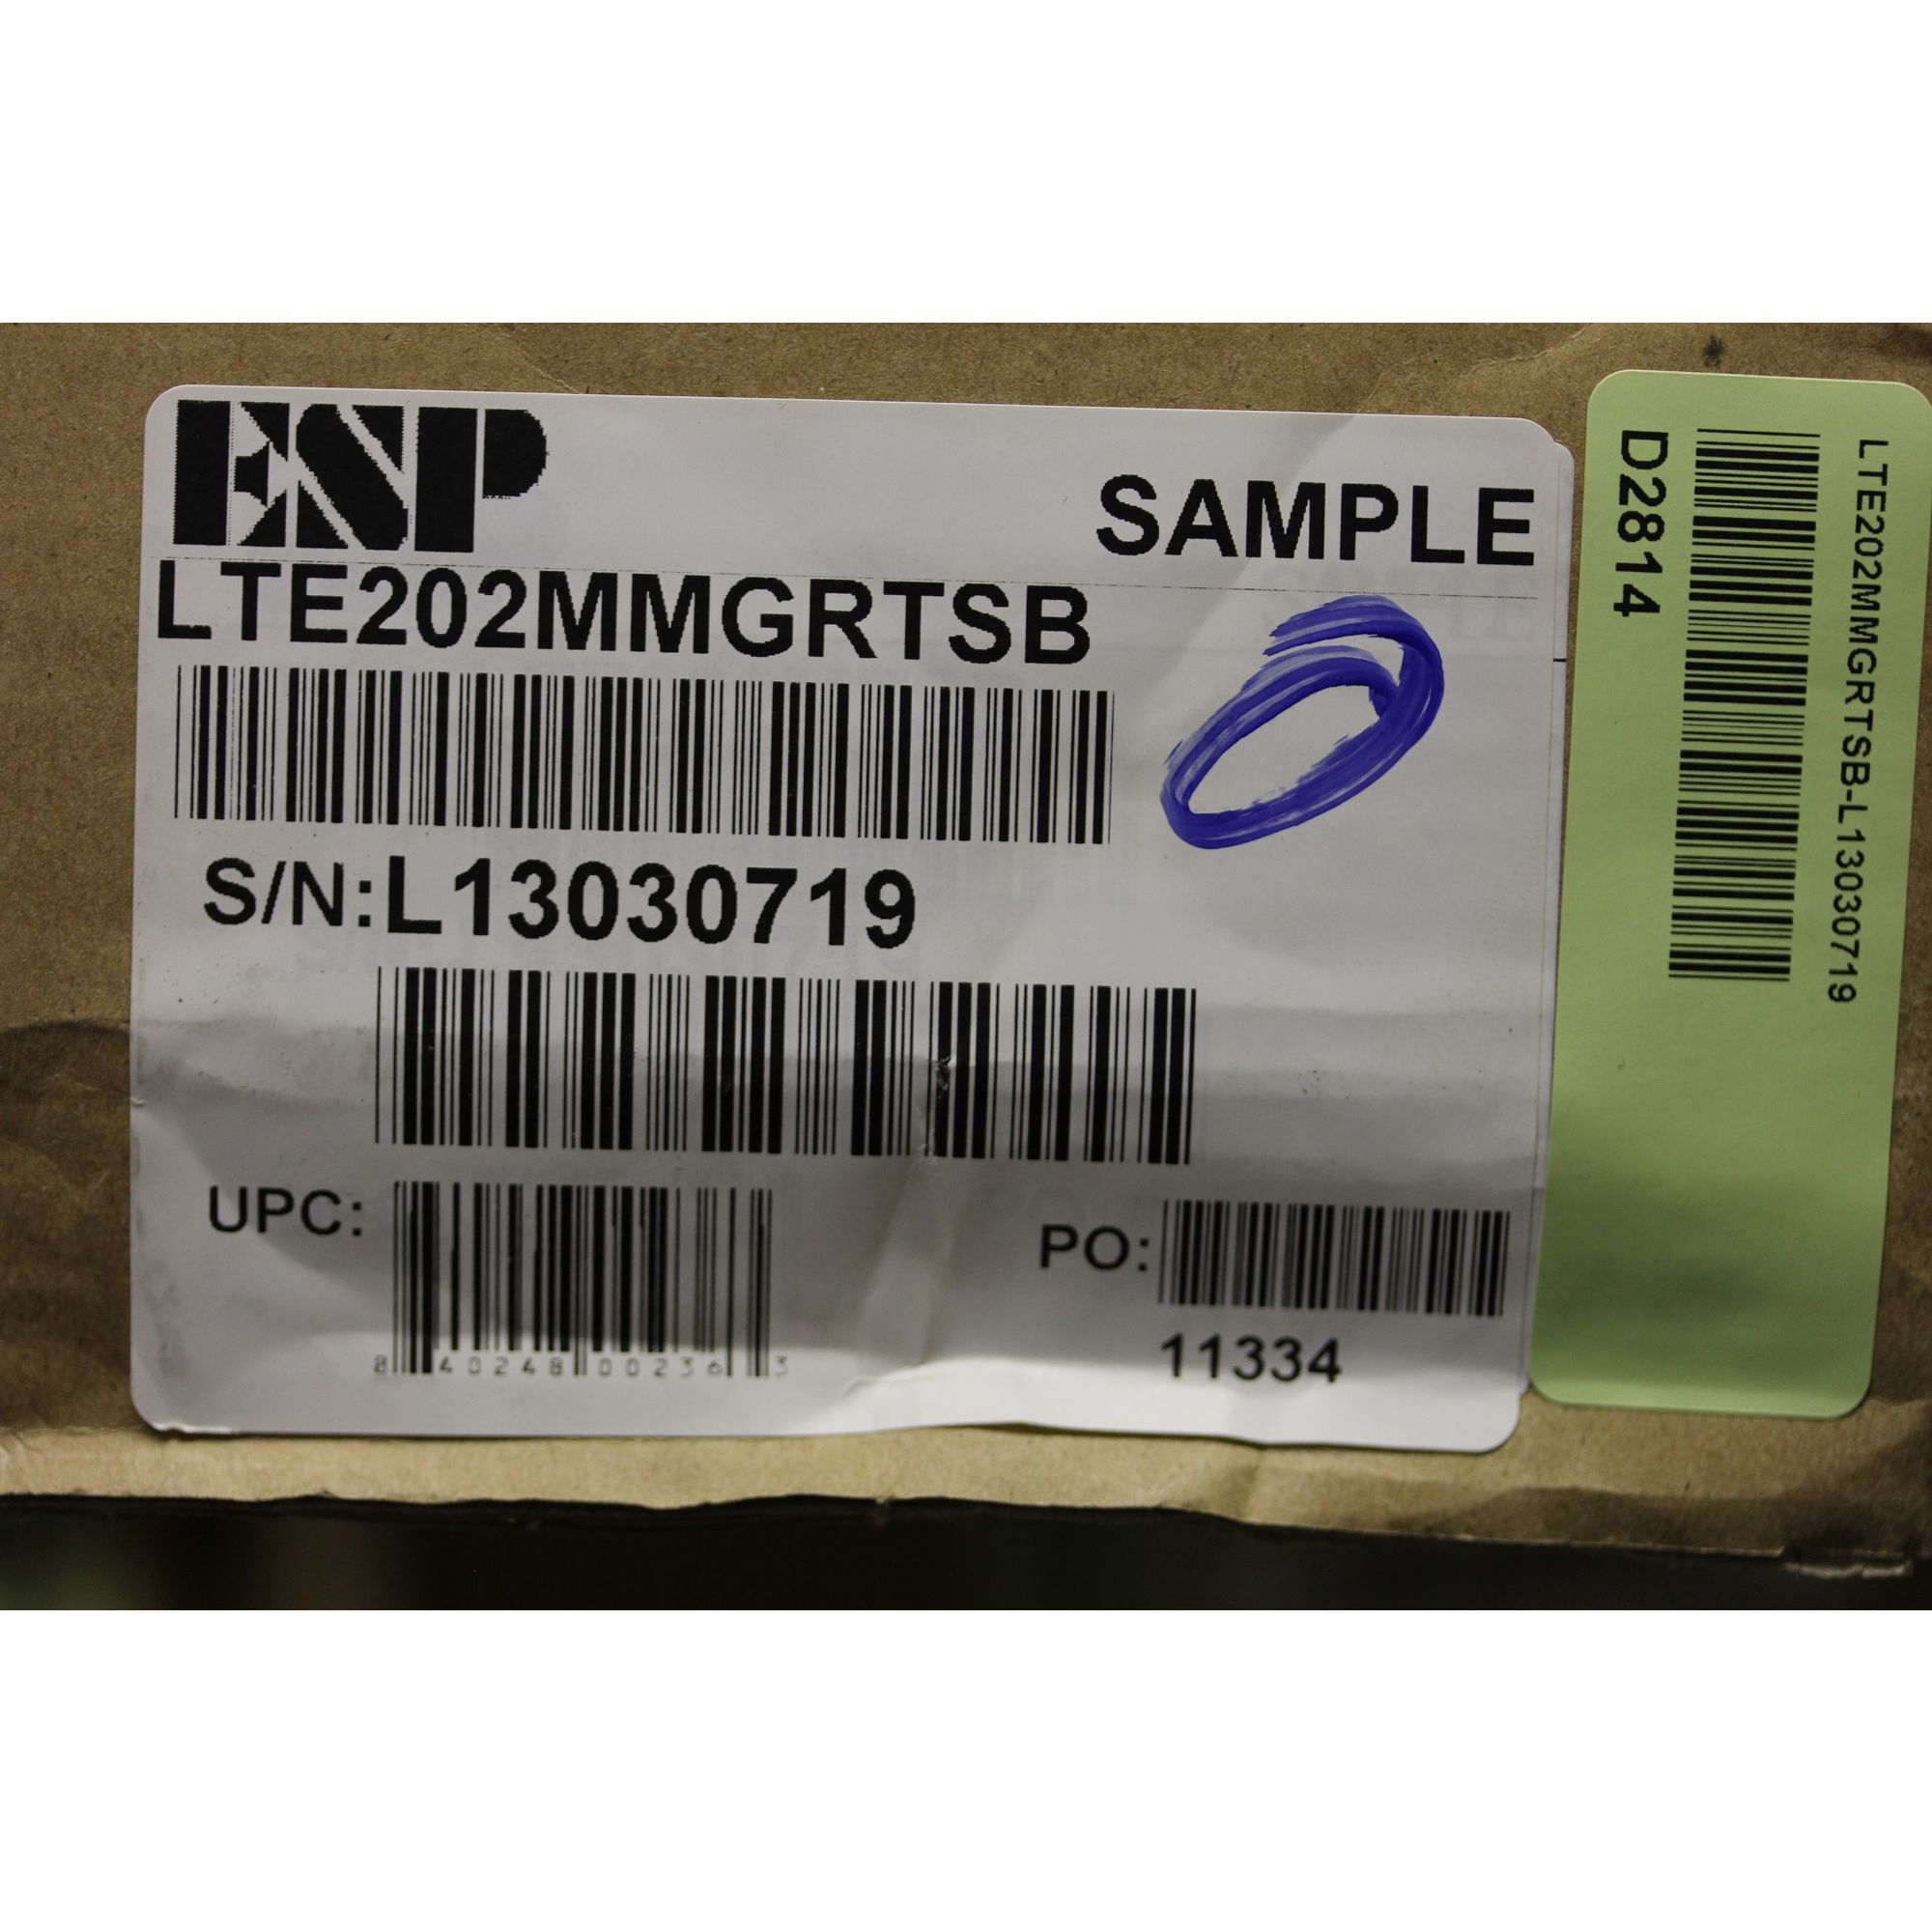 ESP
SAMPLE
LTE202MMGRTSB
S/N:L13030719
UPC:
8 40248 00236 3
PO:
11334
LTE202MMGRTSB-L13030719
D2814